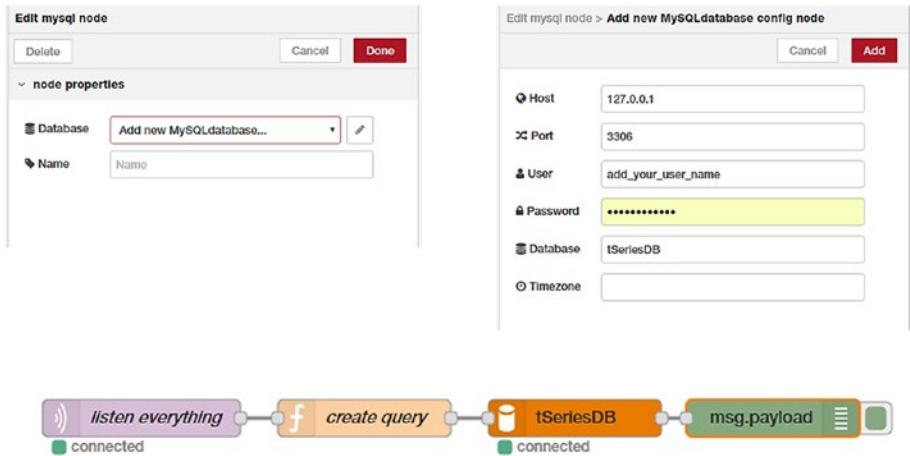 Edit mysql node
Delete
Cancel
Done
node properties
Database
Add new MySQLdatabase...
Name
Name
Edit mysql node > Add new MySQLdatabase config node
Cancel
Add
Host
127.0.0.1
Port
3306
User
add_your_user_name
Password
••••••••••••
Database
tSeriesDB
Timezone
listen everything
create query
tSeriesDB
msg.payload
connected
connected